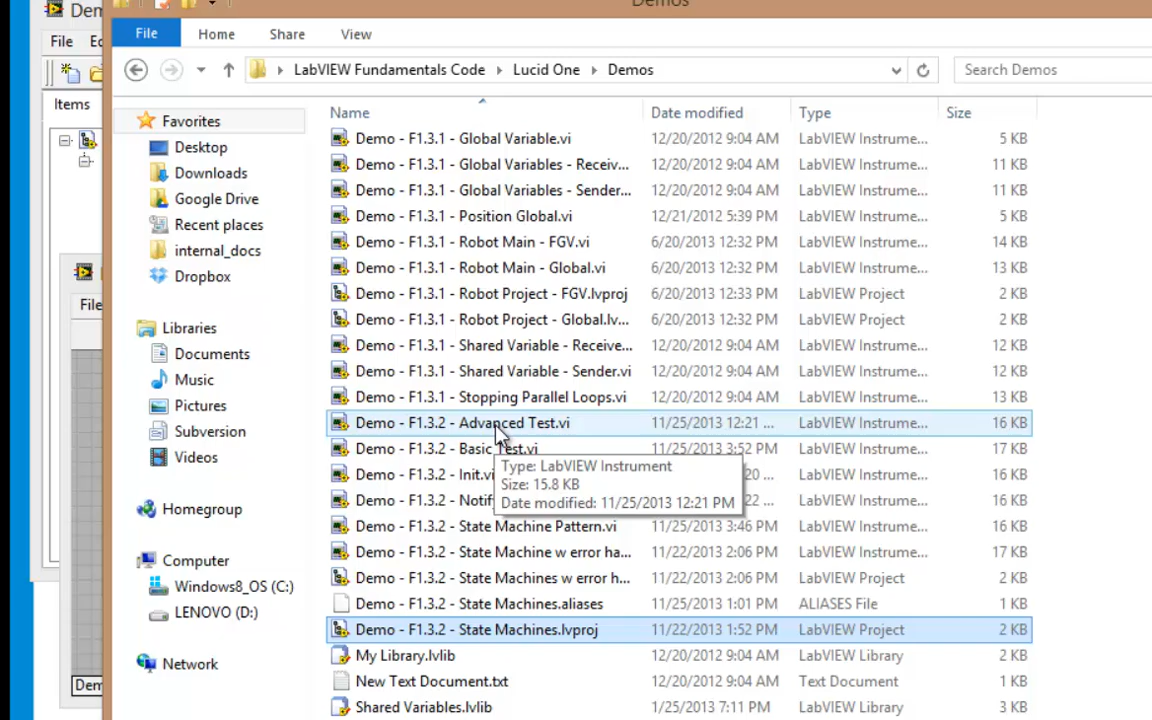 Dem
Demos
File Ec
File Home Share View
LabVIEW Fundamentals Code Lucid One Demos
Search Demos
Items
Name Date modified Type Size
Favorites
Desktop
Downloads
Google Drive
Recent places
internal_docs
Dropbox
Libraries
Documents
Music
Pictures
Subversion
Videos
Homegroup
Computer
Windows8_OS (C:)
LENOVO (D:)
Network
File
Dem
Demo - F1.3.1 - Global Variable.vi 12/20/2012 9:04 AM LabVIEW Instrume... 5 KB
Demo - F1.3.1 - Global Variables - Receiv... 12/20/2012 9:04 AM LabVIEW Instrume... 11 KB
Demo - F1.3.1 - Global Variables - Sender... 12/20/2012 9:04 AM LabVIEW Instrume... 11 KB
Demo - F1.3.1 - Position Global.vi 12/21/2012 5:39 PM LabVIEW Instrume... 5 KB
Demo - F1.3.1 - Robot Main - FGV.vi 6/20/2013 12:32 PM LabVIEW Instrume... 14 KB
Demo - F1.3.1 - Robot Main - Global.vi 6/20/2013 12:32 PM LabVIEW Instrume... 13 KB
Demo - F1.3.1 - Robot Project - FGV.lvproj 6/20/2013 12:33 PM LabVIEW Project 2 KB
Demo - F1.3.1 - Robot Project - Global.lv... 6/20/2013 12:32 PM LabVIEW Project 2 KB
Demo - F1.3.1 - Shared Variable - Receive... 12/20/2012 9:04 AM LabVIEW Instrume... 12 KB
Demo - F1.3.1 - Shared Variable - Sender.vi 12/20/2012 9:04 AM LabVIEW Instrume... 12 KB
Demo - F1.3.1 - Stopping Parallel Loops.vi 12/20/2012 9:04 AM LabVIEW Instrume... 16 KB
Demo - F1.3.2 - Advanced Test.vi 11/25/2013 12:21 ... LabVIEW Instrume... 16 KB
Demo - F1.3.2 - Basic Test.vi 11/25/2013 3:52 PM LabVIEW Instrume... 17 KB
Type: LabVIEW Instrument
Size: 15.8 KB
Date modified: 11/25/2013 12:21 PM
Demo - F1.3.2 - Init.vi 20 ... LabVIEW Instrume... 16 KB
Demo - F1.3.2 - Notif 22 ... LabVIEW Instrume... 16 KB
Demo - F1.3.2 - State Machine Pattern.vi 11/25/2013 3:46 PM LabVIEW Instrume... 16 KB
Demo - F1.3.2 - State Machine w error ha... 11/22/2013 2:06 PM LabVIEW Instrume... 17 KB
Demo - F1.3.2 - State Machines w error h... 11/22/2013 2:06 PM LabVIEW Project 2 KB
Demo - F1.3.2 - State Machines.aliases 11/25/2013 1:01 PM ALIASES File 1 KB
Demo - F1.3.2 - State Machines.lvproj 11/22/2013 1:52 PM LabVIEW Project 2 KB
My Library.lvlib 12/20/2012 9:04 AM LabVIEW Library 2 KB
New Text Document.txt 12/20/2012 9:04 AM Text Document 2 KB
Shared Variables.lvlib 1/25/2013 7:11 PM LabVIEW Library 3 KB